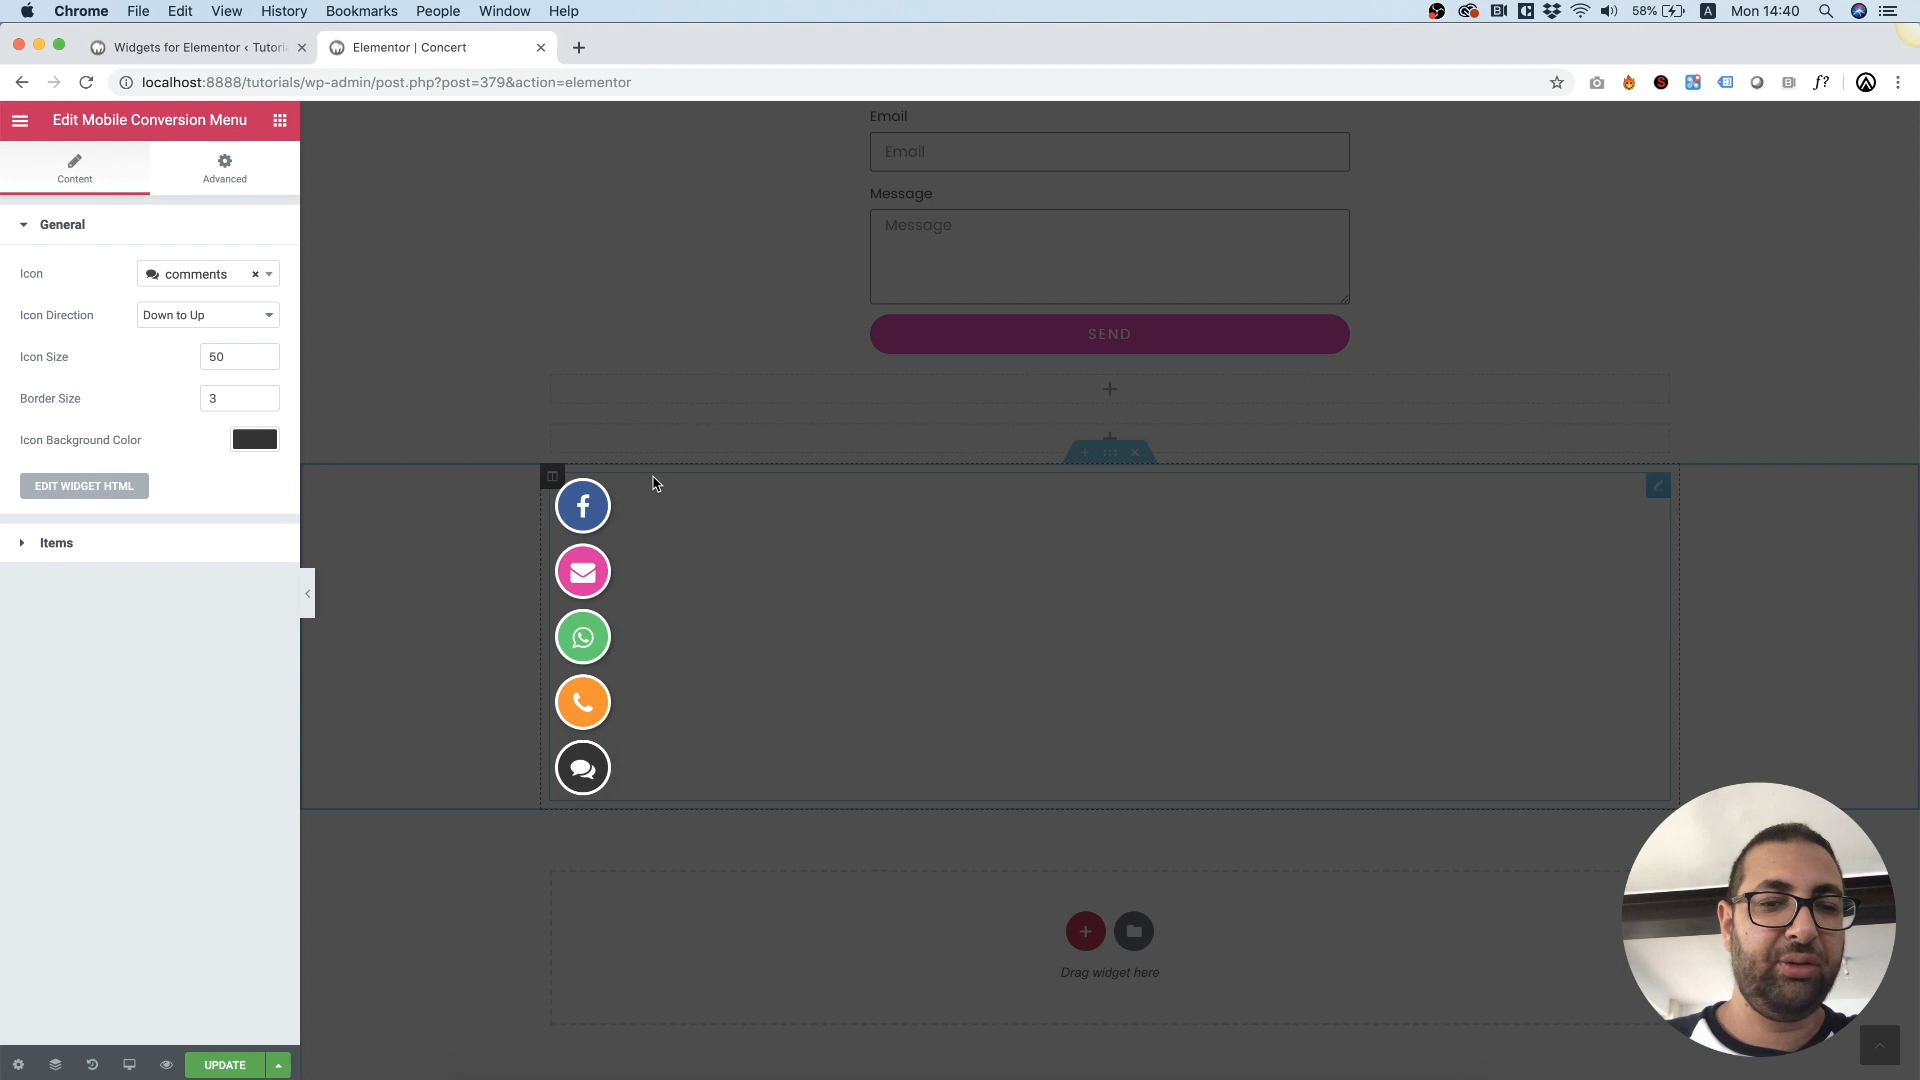 Chrome File Edit View History Bookmarks People Window Help
58% A Mon 14:40
Widgets for Elementor ‹ Tutori
Elementor | Concert
localhost:8888/tutorials/wp-admin/post.php?post=379&action=elementor
f?
Edit Mobile Conversion Menu
Content
Advanced
General
Icon
comments
Icon Direction
Down to Up
Icon Size
50
Border Size
3
Icon Background Color
EDIT WIDGET HTML
Items
UPDATE
Email
Email
Message
Message
SEND
Drag widget here